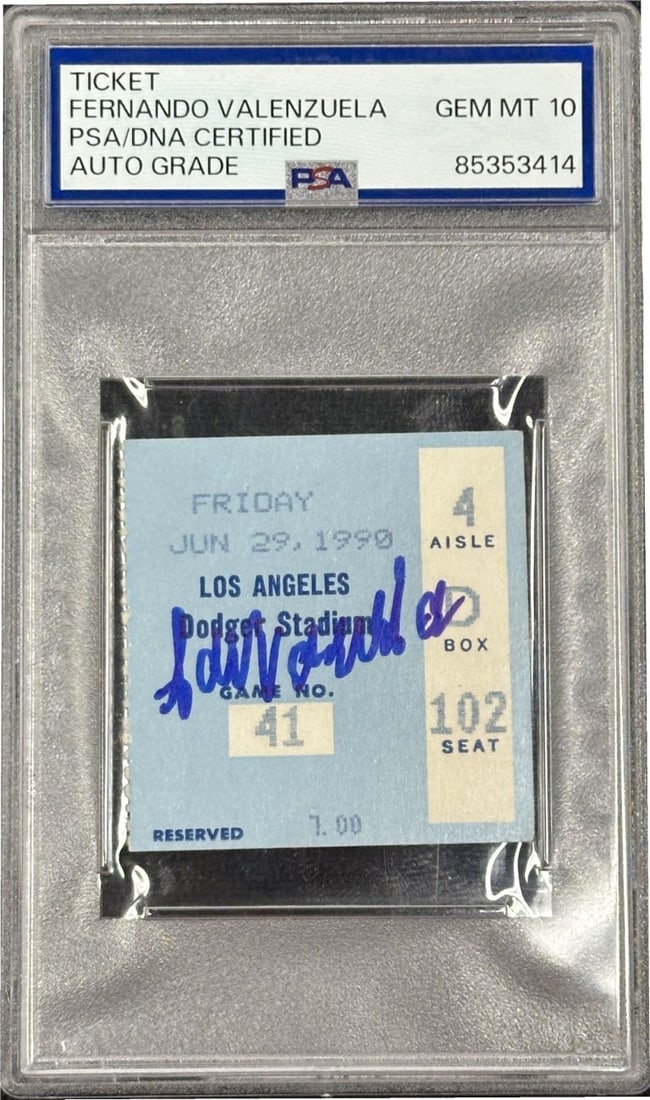 TICKET
FERNANDO VALENZUELA GEM MT 10
PSA/DNA CERTIFIED
AUTO GRADE PSA 85353414
FRIDAY
JUN 29, 1990
LOS ANGELES
Dodger Stadium
GAME NO.
41
RESERVED 7.00
4
AISLE
D
BOX
102
SEAT